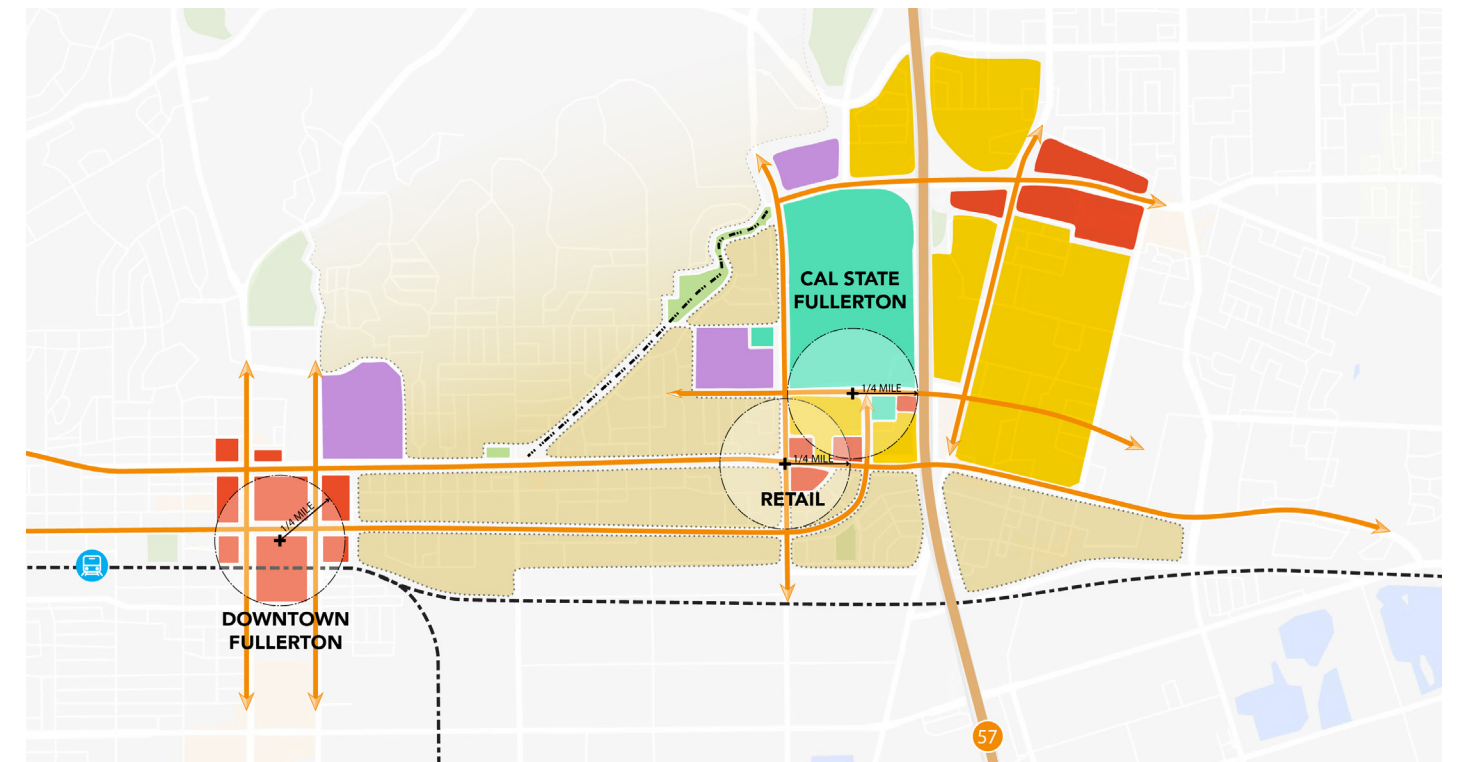 CAL STATE
FULLERTON
1/4 MILE
1/4 MILE
RETAIL
1/4 MILE
DOWNTOWN
FULLERTON
57